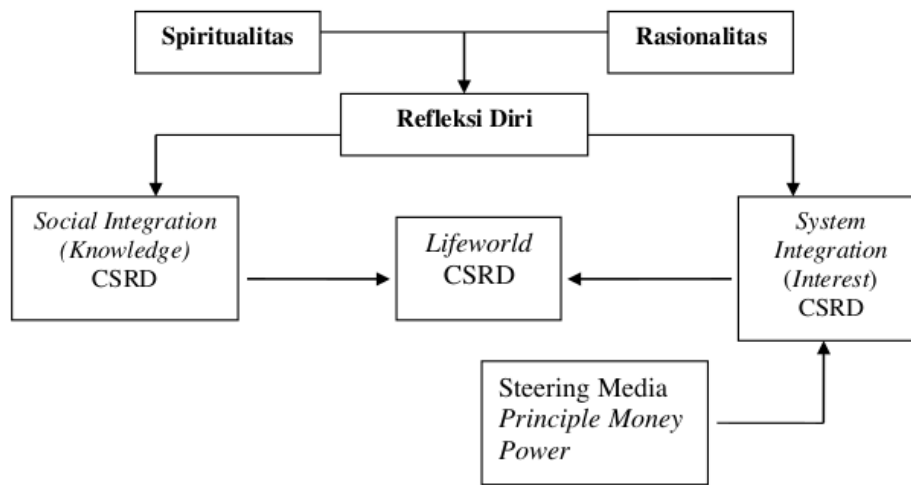 Spiritualitas
Rasionalitas
Refleksi Diri
Social Integration
(Knowledge)
CSRD
Lifeworld
CSRD
System
Integration
(Interest)
CSRD
Steering Media
Principle Money
Power